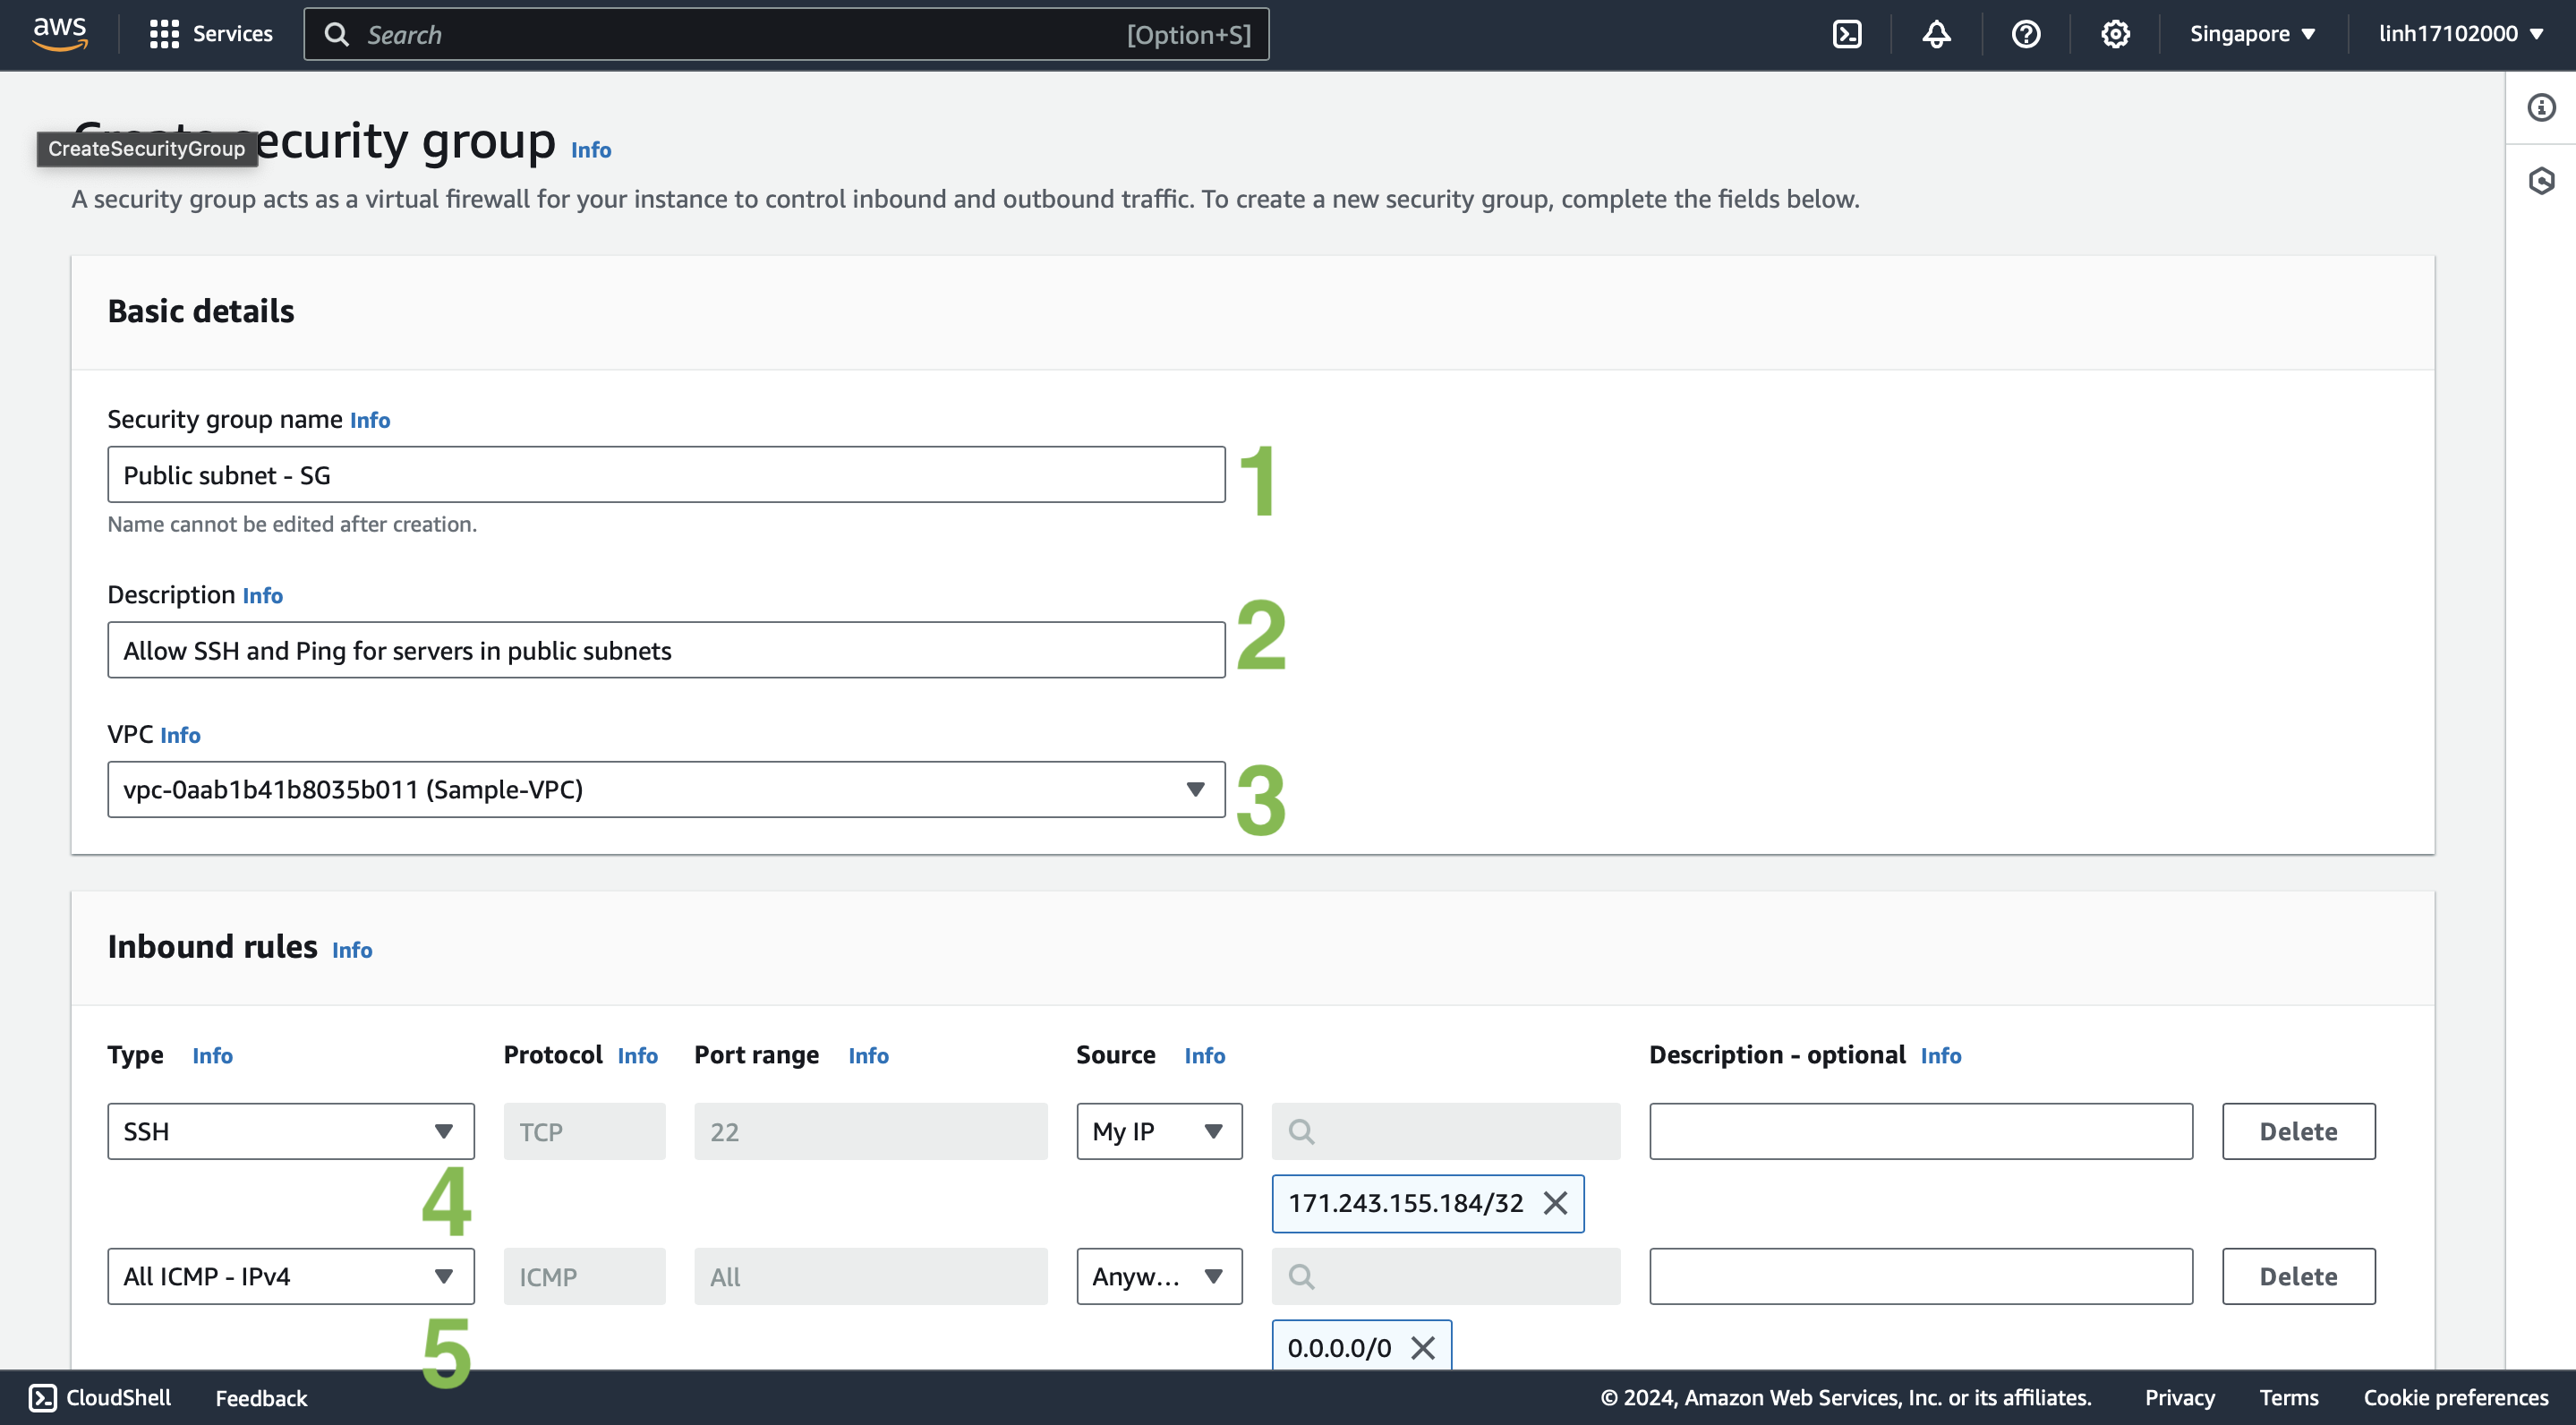 aws Services Search [Option+S] Singapore linh17102000
Create security group Info
CreateSecurityGroup
A security group acts as a virtual firewall for your instance to control inbound and outbound traffic. To create a new security group, complete the fields below.
Basic details
Security group name Info
Public subnet - SG 1
Name cannot be edited after creation.
Description Info
Allow SSH and Ping for servers in public subnets 2
VPC Info
vpc-0aab1b41b8035b011 (Sample-VPC) 3
Inbound rules Info
Type Info Protocol Info Port range Info Source Info Description - optional Info
SSH TCP 22 My IP Delete
4 171.243.155.184/32
All ICMP - IPv4 ICMP All Anyw... Delete
5 0.0.0.0/0
CloudShell Feedback © 2024, Amazon Web Services, Inc. or its affiliates. Privacy Terms Cookie preferences